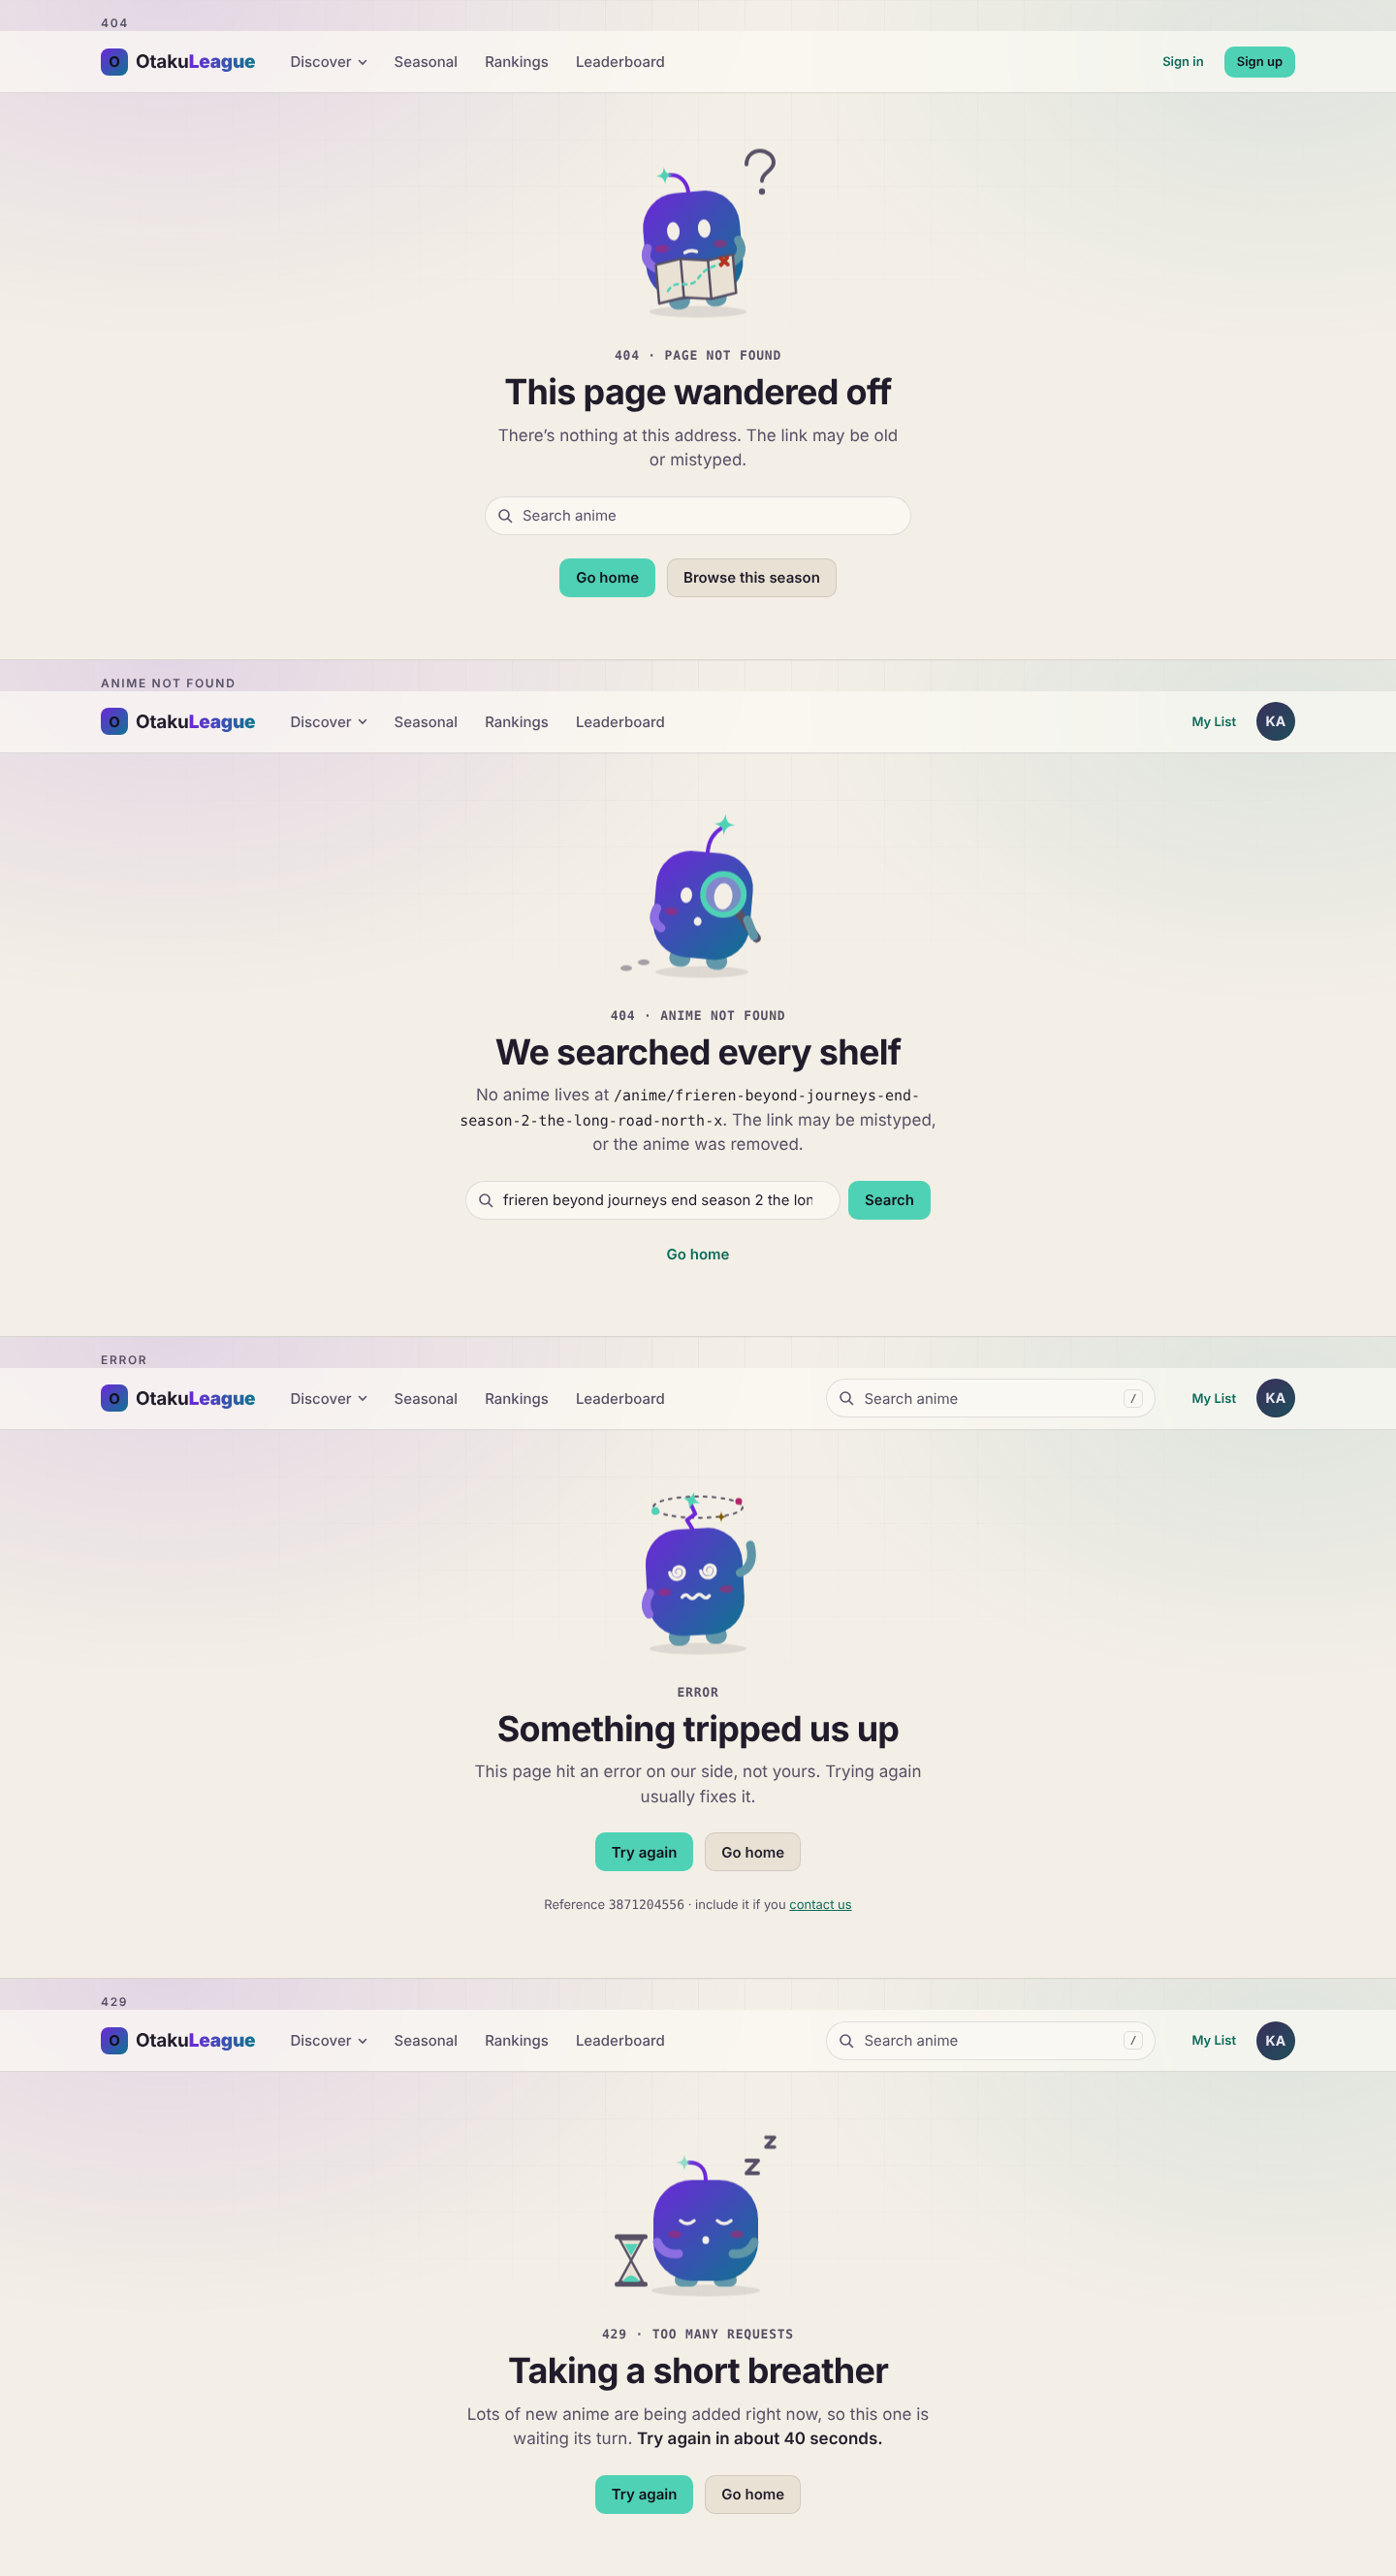 404
O OtakuLeague Discover Seasonal Rankings Leaderboard Sign in Sign up
?
404 · PAGE NOT FOUND
This page wandered off
There’s nothing at this address. The link may be old
or mistyped.
Search anime
Go home Browse this season
ANIME NOT FOUND
O OtakuLeague Discover Seasonal Rankings Leaderboard My List KA
404 · ANIME NOT FOUND
We searched every shelf
No anime lives at /anime/frieren-beyond-journeys-end-
season-2-the-long-road-north-x. The link may be mistyped,
or the anime was removed.
frieren beyond journeys end season 2 the lon Search
Go home
ERROR
O OtakuLeague Discover Seasonal Rankings Leaderboard Search anime / My List KA
ERROR
Something tripped us up
This page hit an error on our side, not yours. Trying again
usually fixes it.
Try again Go home
Reference 3871204556 · include it if you contact us
429
O OtakuLeague Discover Seasonal Rankings Leaderboard Search anime / My List KA
z
z
429 · TOO MANY REQUESTS
Taking a short breather
Lots of new anime are being added right now, so this one is
waiting its turn. Try again in about 40 seconds.
Try again Go home